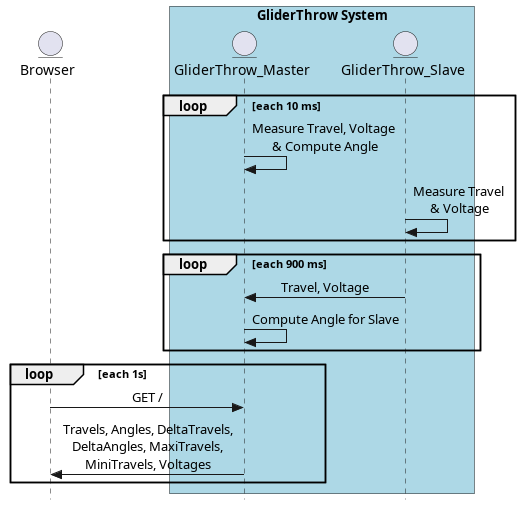 GliderThrow System
Browser
GliderThrow_Master
GliderThrow_Slave
loop [each 10 ms]
Measure Travel, Voltage
& Compute Angle
Measure Travel
& Voltage
loop [each 900 ms]
Travel, Voltage
Compute Angle for Slave
loop [each 1s]
GET /
Travels, Angles, DeltaTravels,
DeltaAngles, MaxiTravels,
MiniTravels, Voltages